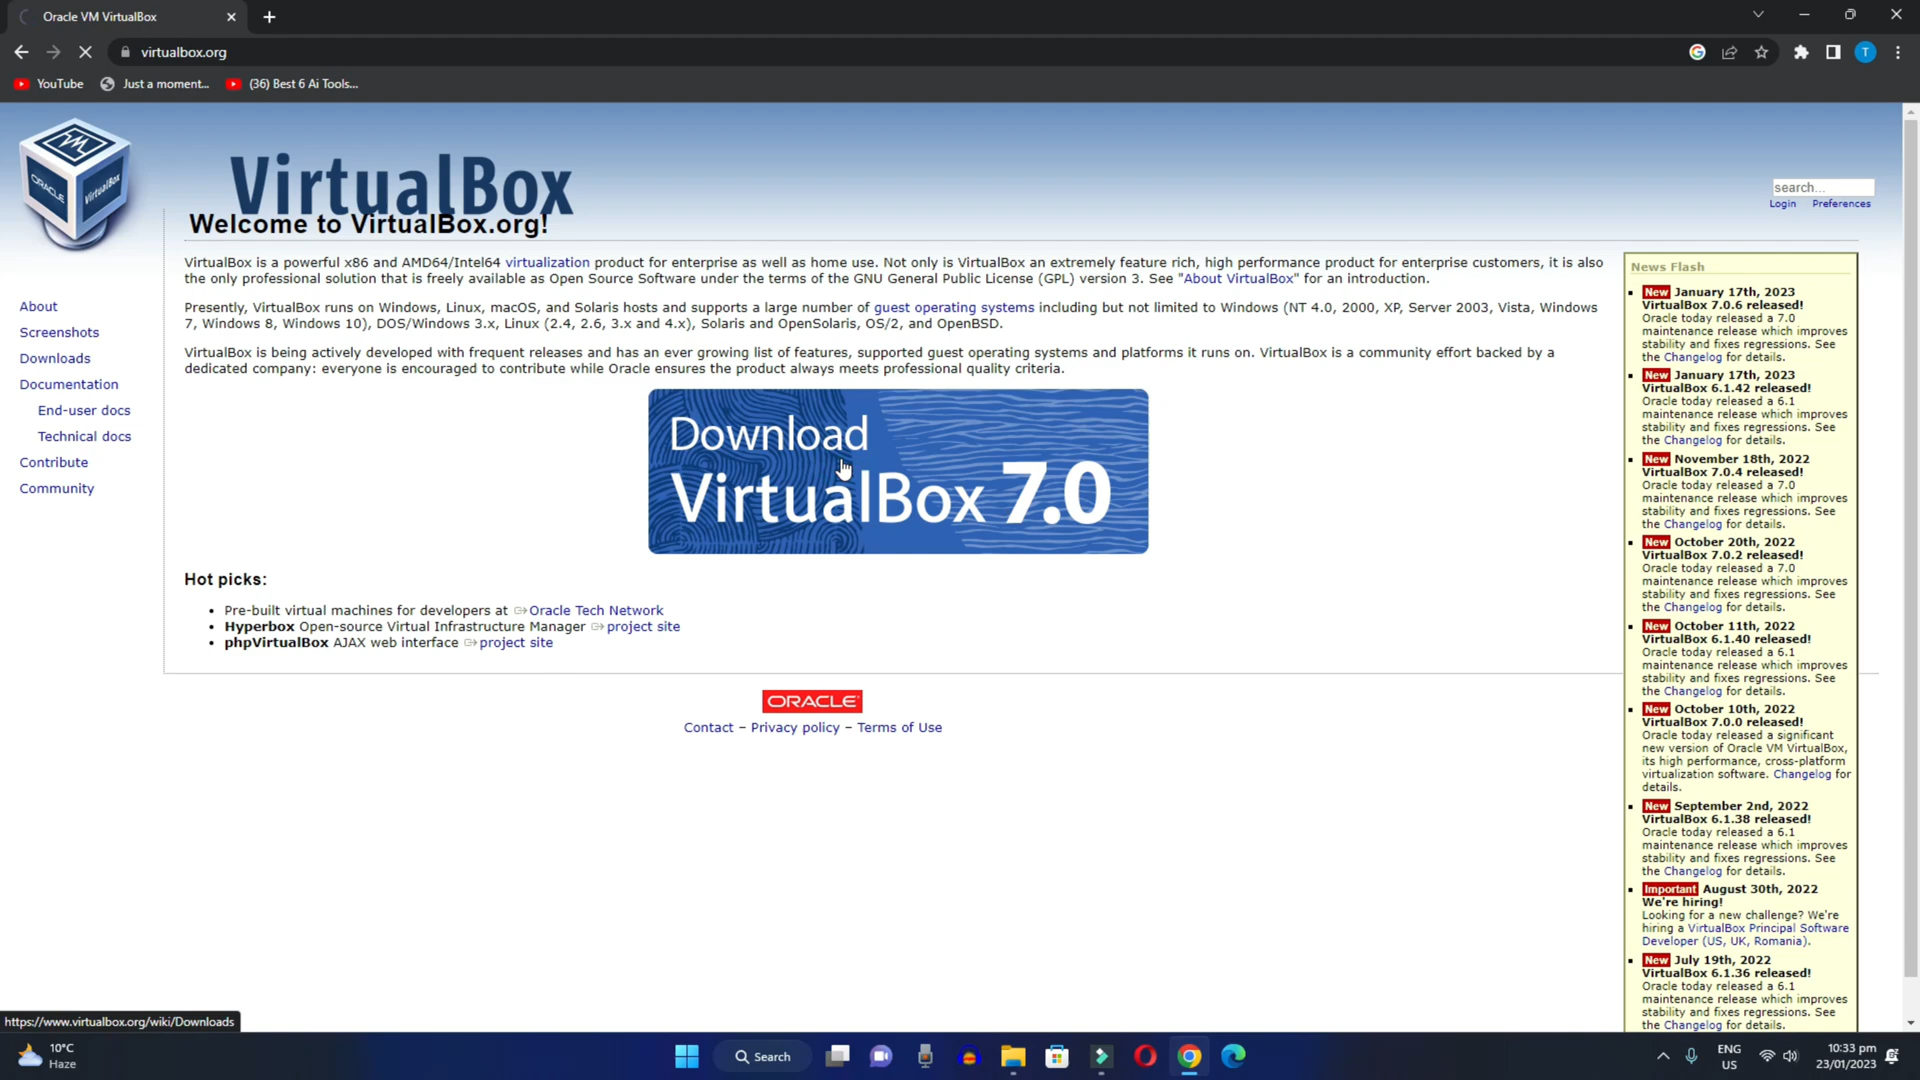 Oracle VM VirtualBox
virtualbox.org
YouTube
Just a moment...
(36) Best 6 Ai Tools...
ORACLE
VirtualBox
VirtualBox
search...
Login Preferences
Welcome to VirtualBox.org!
VirtualBox is a powerful x86 and AMD64/Intel64 virtualization product for enterprise as well as home use. Not only is VirtualBox an extremely feature rich, high performance product for enterprise customers, it is also
the only professional solution that is freely available as Open Source Software under the terms of the GNU General Public License (GPL) version 3. See "About VirtualBox" for an introduction.
Presently, VirtualBox runs on Windows, Linux, macOS, and Solaris hosts and supports a large number of guest operating systems including but not limited to Windows (NT 4.0, 2000, XP, Server 2003, Vista, Windows
7, Windows 8, Windows 10), DOS/Windows 3.x, Linux (2.4, 2.6, 3.x and 4.x), Solaris and OpenSolaris, OS/2, and OpenBSD.
VirtualBox is being actively developed with frequent releases and has an ever growing list of features, supported guest operating systems and platforms it runs on. VirtualBox is a community effort backed by a
dedicated company: everyone is encouraged to contribute while Oracle ensures the product always meets professional quality criteria.
About
Screenshots
Downloads
Documentation
End-user docs
Technical docs
Contribute
Community
Download
VirtualBox 7.0
Hot picks:
• Pre-built virtual machines for developers at Oracle Tech Network
• Hyperbox Open-source Virtual Infrastructure Manager project site
• phpVirtualBox AJAX web interface project site
ORACLE
Contact – Privacy policy – Terms of Use
News Flash
New January 17th, 2023
VirtualBox 7.0.6 released!
Oracle today released a 7.0
maintenance release which improves
stability and fixes regressions. See
the Changelog for details.
New January 17th, 2023
VirtualBox 6.1.42 released!
Oracle today released a 6.1
maintenance release which improves
stability and fixes regressions. See
the Changelog for details.
New November 18th, 2022
VirtualBox 7.0.4 released!
Oracle today released a 7.0
maintenance release which improves
stability and fixes regressions. See
the Changelog for details.
New October 20th, 2022
VirtualBox 7.0.2 released!
Oracle today released a 7.0
maintenance release which improves
stability and fixes regressions. See
the Changelog for details.
New October 11th, 2022
VirtualBox 6.1.40 released!
Oracle today released a 6.1
maintenance release which improves
stability and fixes regressions. See
the Changelog for details.
New October 10th, 2022
VirtualBox 7.0.0 released!
Oracle today released a significant
new version of Oracle VM VirtualBox,
its high performance, cross-platform
virtualization software. Changelog for
details.
New September 2nd, 2022
VirtualBox 6.1.38 released!
Oracle today released a 6.1
maintenance release which improves
stability and fixes regressions. See
the Changelog for details.
Important August 30th, 2022
We're hiring!
Looking for a new challenge? We're
hiring a VirtualBox Principal Software
Developer (US, UK, Romania).
New July 19th, 2022
VirtualBox 6.1.36 released!
Oracle today released a 6.1
maintenance release which improves
stability and fixes regressions. See
the Changelog for details.
https://www.virtualbox.org/wiki/Downloads
10°C
Haze
Search
ENG
US
10:33 pm
23/01/2023
T